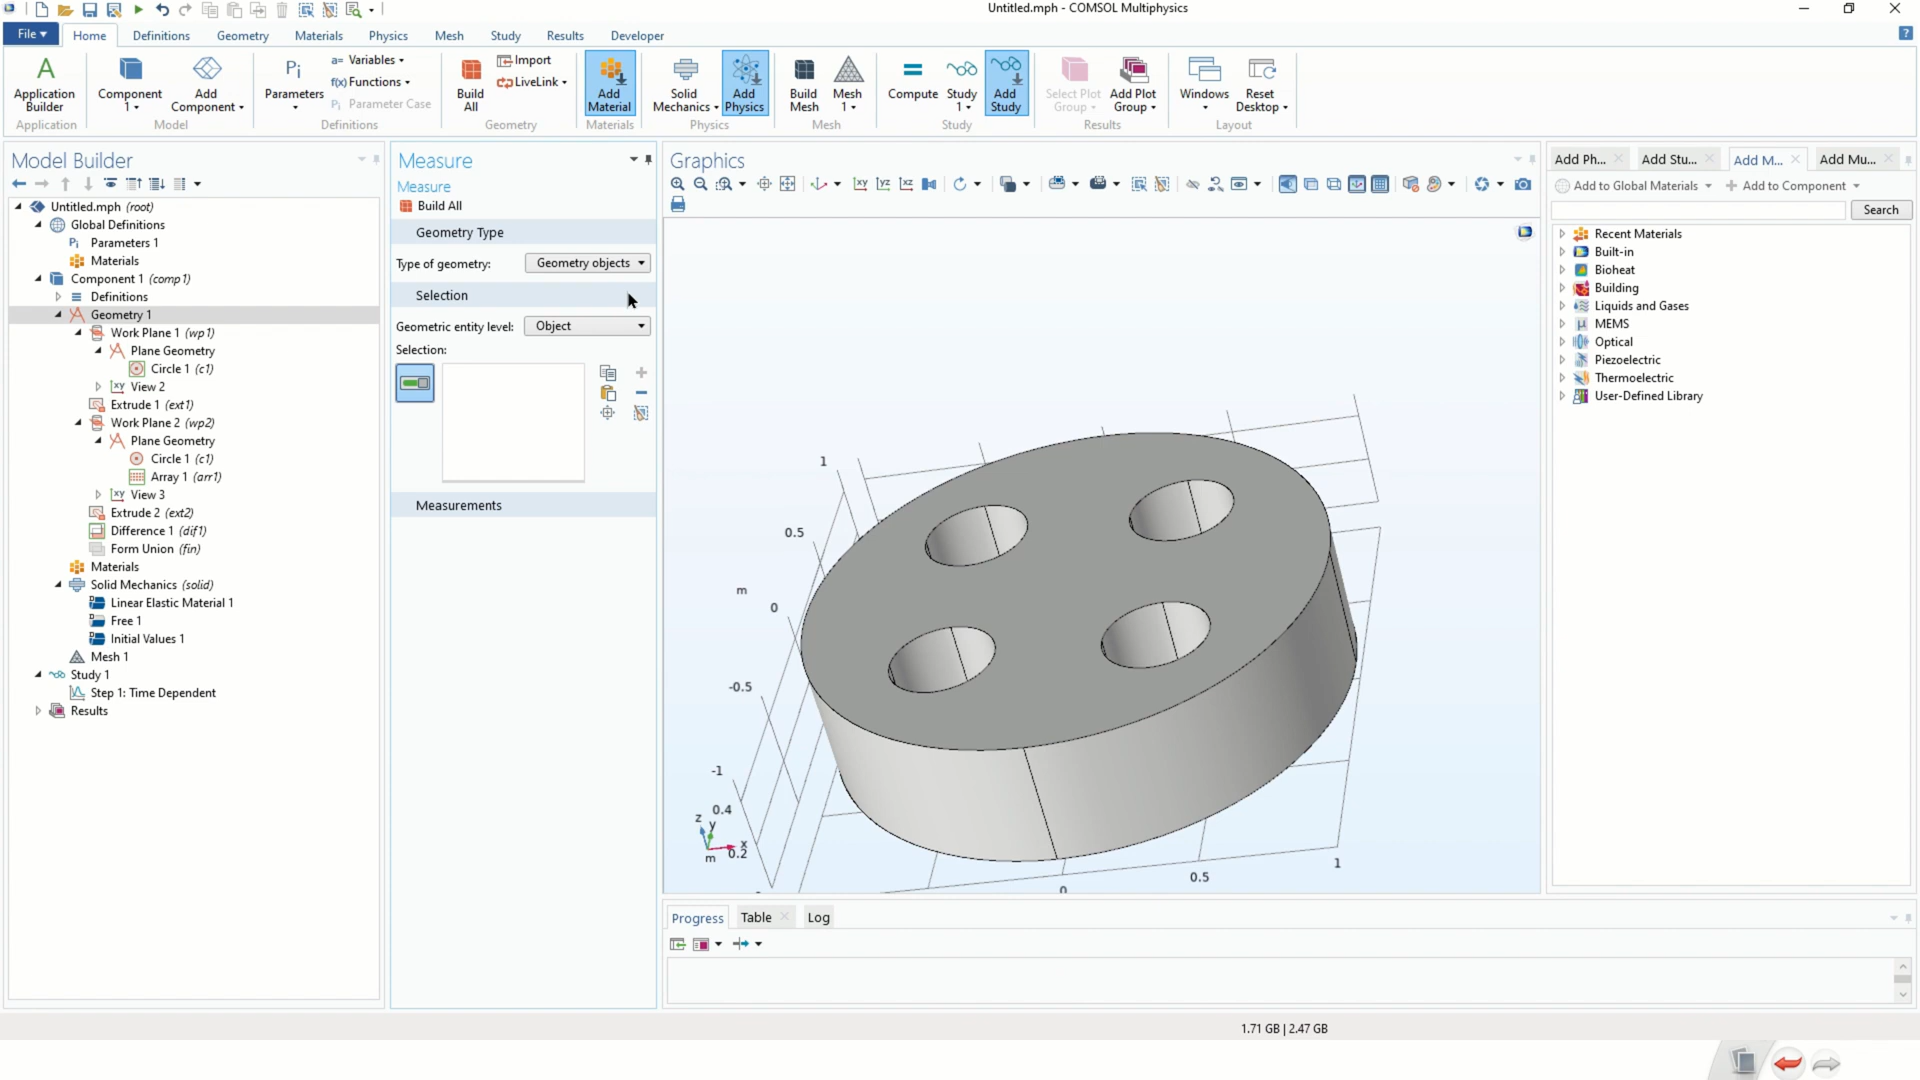 Untitled.mph - COMSOL Multiphysics
File Home Definitions Geometry Materials Physics Mesh Study Results Developer
Application Builder
Application
Component 1
Add Component
Model
Pi Parameters
a= Variables
f(x) Functions
Pi Parameter Case
Definitions
Build All
Import
LiveLink
Geometry
Add Material
Materials
Solid Mechanics
Add Physics
Physics
Build Mesh
Mesh 1
Mesh
Compute
Study 1
Add Study
Study
Select Plot Group
Add Plot Group
Results
Windows
Reset Desktop
Layout
Model Builder
Untitled.mph (root)
Global Definitions
Pi Parameters 1
Materials
Component 1 (comp1)
Definitions
Geometry 1
Work Plane 1 (wp1)
Plane Geometry
Circle 1 (c1)
xy View 2
Extrude 1 (ext1)
Work Plane 2 (wp2)
Plane Geometry
Circle 1 (c1)
Array 1 (arr1)
xy View 3
Extrude 2 (ext2)
Difference 1 (dif1)
Form Union (fin)
Materials
Solid Mechanics (solid)
Linear Elastic Material 1
Free 1
Initial Values 1
Mesh 1
Study 1
Step 1: Time Dependent
Results
Measure
Measure
Build All
Geometry Type
Type of geometry: Geometry objects
Selection
Geometric entity level: Object
Selection:
Measurements
Graphics
xy yz xz
1
0.5
m
0
-0.5
-1
0.4
0.2
z
y
x
m
0
0.5
1
Progress Table Log
Add Ph... Add Stu... Add M... Add Mu...
Add to Global Materials + Add to Component
Search
Recent Materials
Built-in
Bioheat
Building
Liquids and Gases
μ MEMS
Optical
Piezoelectric
Thermoelectric
User-Defined Library
1.71 GB | 2.47 GB